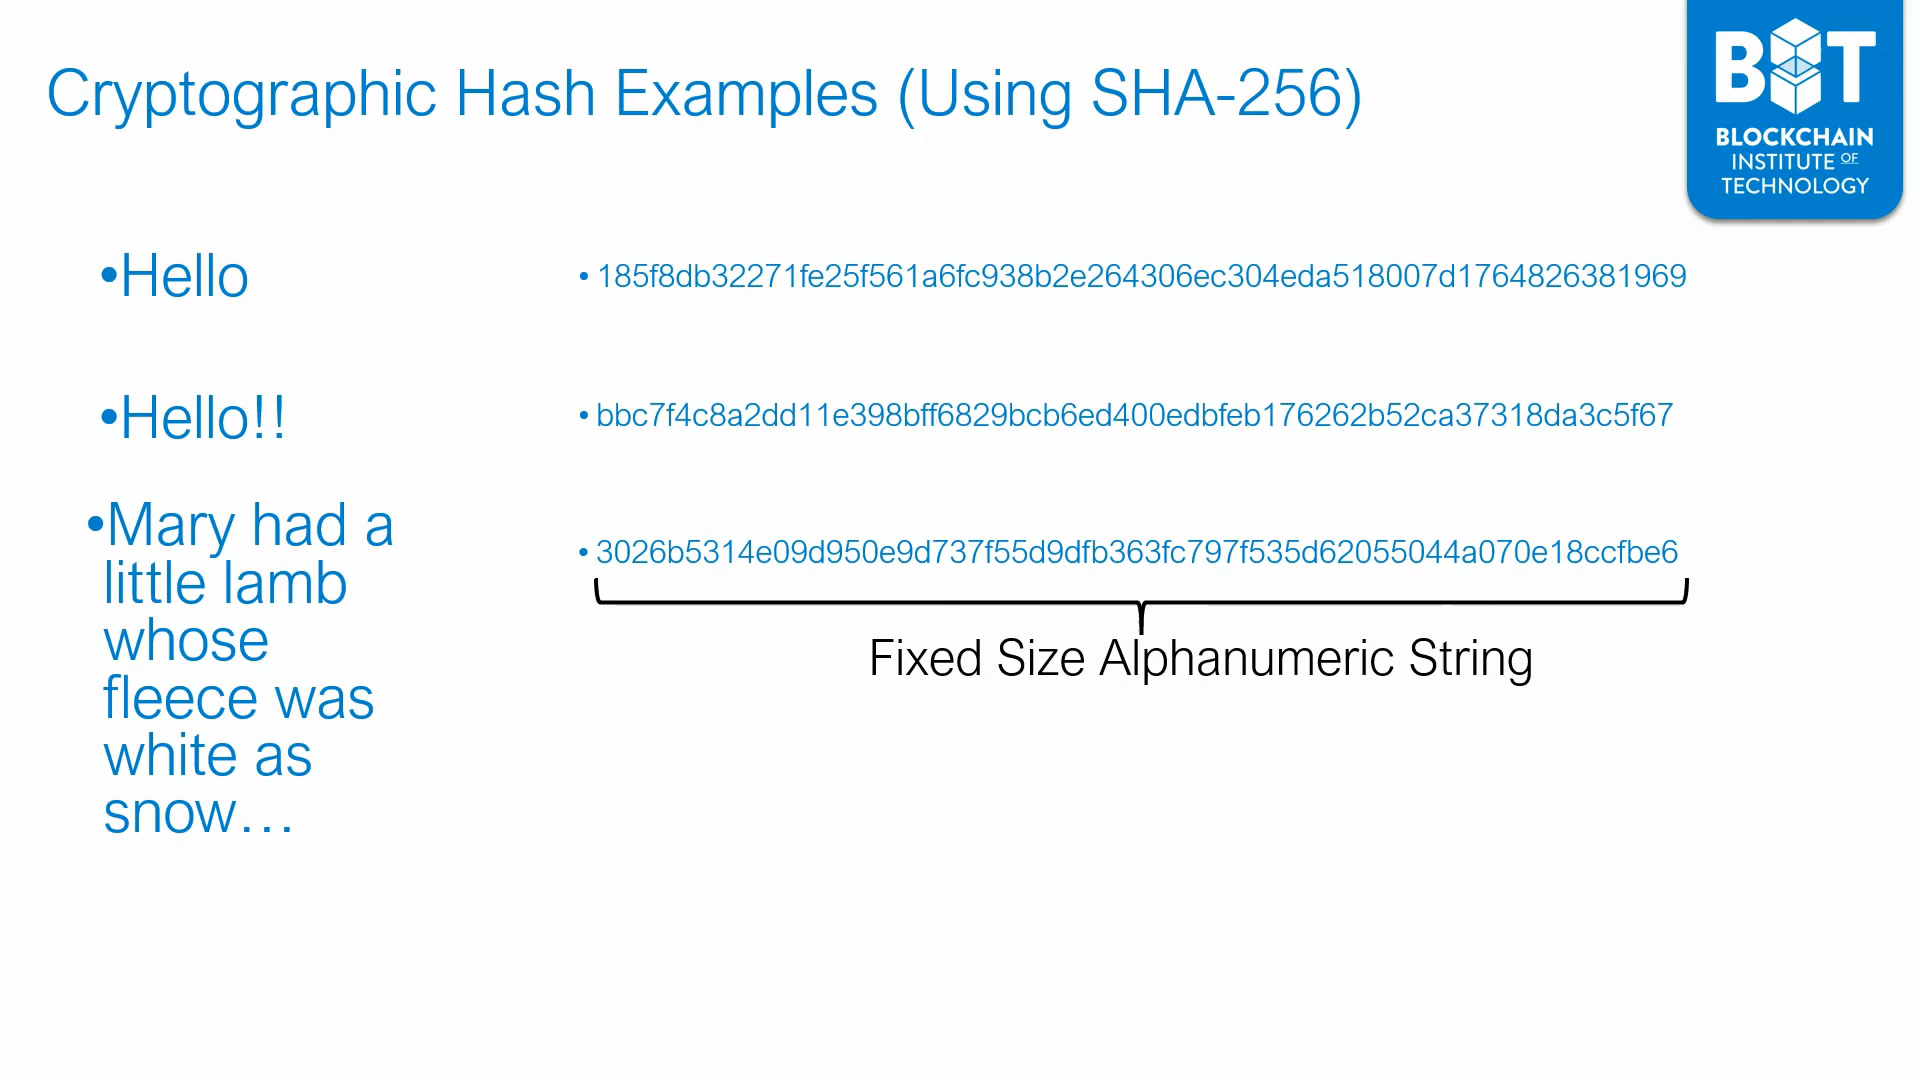 Cryptographic Hash Examples (Using SHA-256)
B T
BLOCKCHAIN
INSTITUTE OF
TECHNOLOGY
•Hello
• 185f8db32271fe25f561a6fc938b2e264306ec304eda518007d1764826381969
•Hello!!
• bbc7f4c8a2dd11e398bff6829bcb6ed400edbfeb176262b52ca37318da3c5f67
•Mary had a
little lamb
whose
fleece was
white as
snow…
• 3026b5314e09d950e9d737f55d9dfb363fc797f535d62055044a070e18ccfbe6
Fixed Size Alphanumeric String